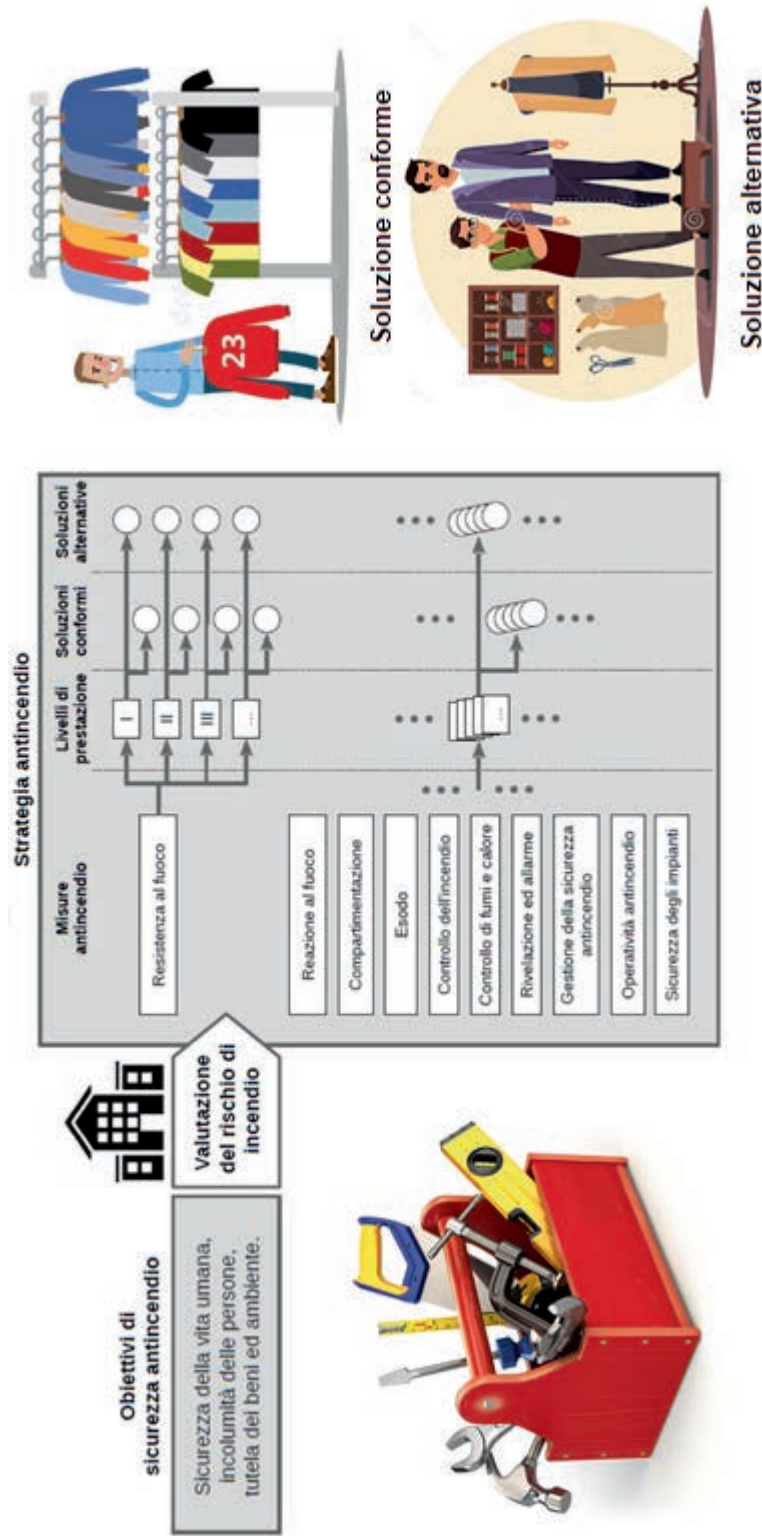 Obiettivi di
sicurezza antincendio
Sicurezza della vita umana,
incolumità delle persone,
tutela dei beni ed ambiente.
Valutazione
del rischio di
incendio
Strategia antincendio
Misure
antincendio
Livelli di
prestazione
Soluzioni
conformi
Soluzioni
alternative
Resistenza al fuoco
I
II
III
...
Reazione al fuoco
Compartimentazione
Esodo
Controllo dell'incendio
Controllo di fumi e calore
Rivelazione ed allarme
Gestione della sicurezza
antincendio
Operatività antincendio
Sicurezza degli impianti
...
23
Soluzione conforme
Soluzione alternativa